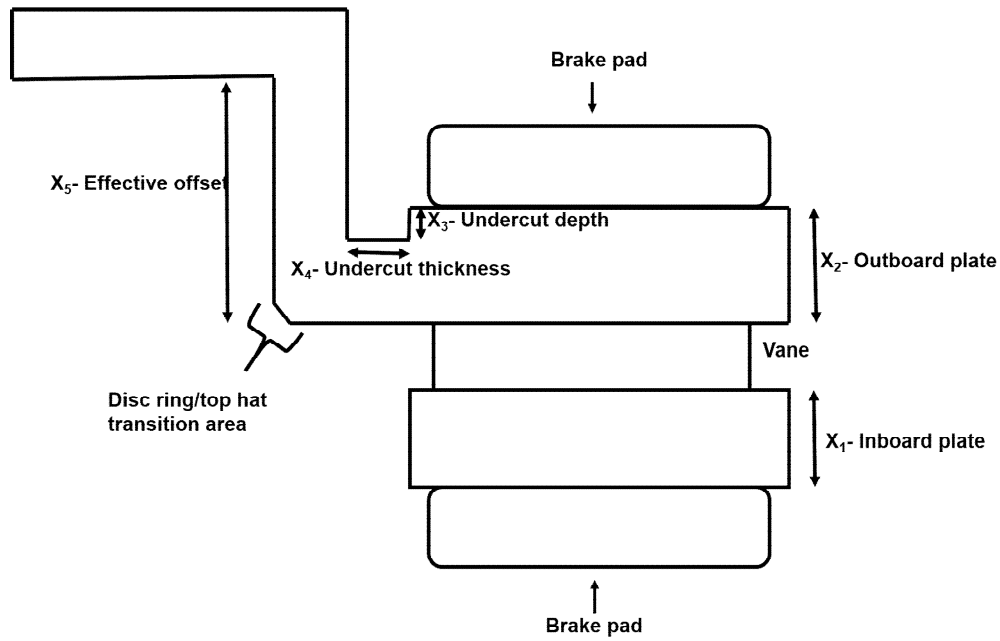 Brake pad
X₅- Effective offset
X₃- Undercut depth
X₄- Undercut thickness
X₂- Outboard plate
Vane
Disc ring/top hat
transition area
X₁- Inboard plate
Brake pad